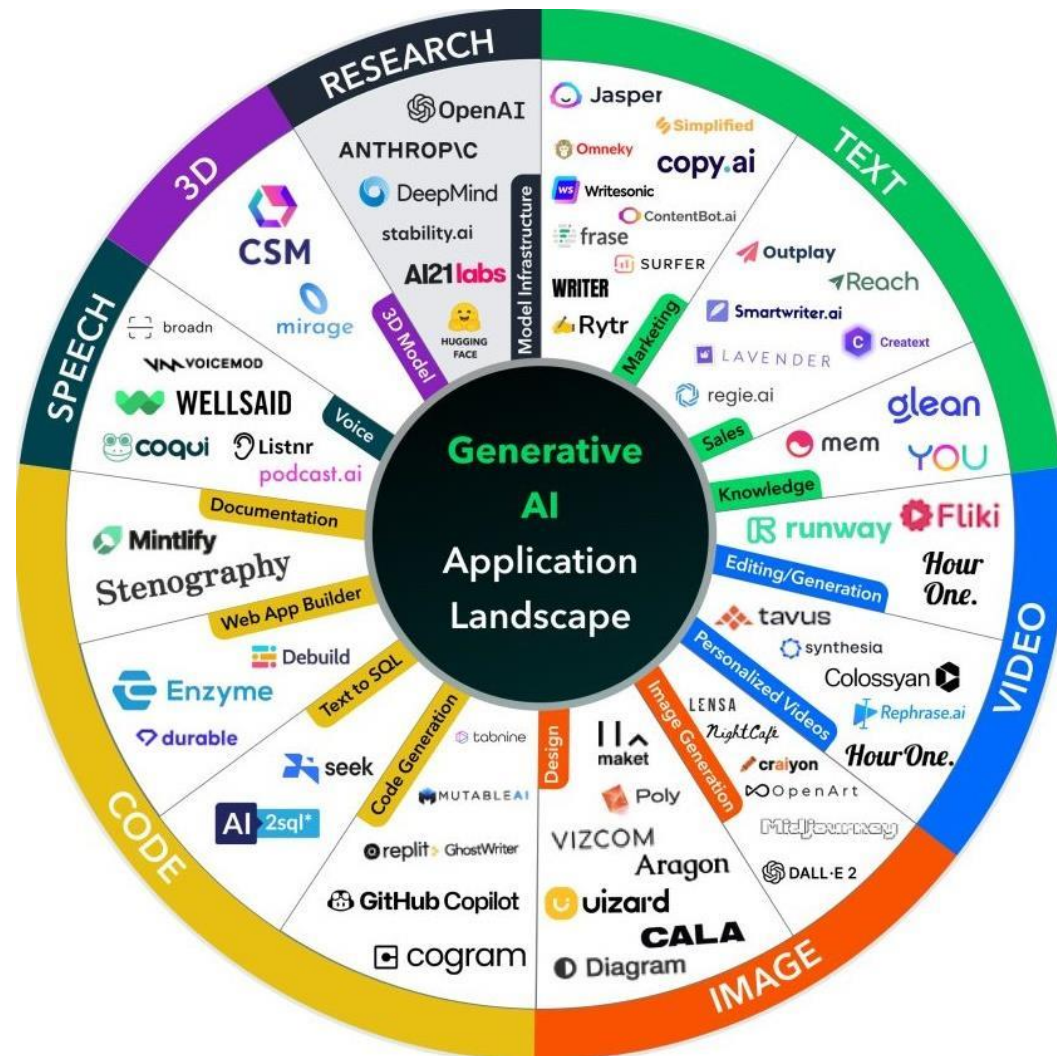 Generative
AI
Application
Landscape
RESEARCH
Model Infrastructure
OpenAI
ANTHROP\C
DeepMind
stability.ai
AI21labs
HUGGING
FACE
TEXT
Marketing
Jasper
Simplified
Omneky
copy.ai
WS Writesonic
ContentBot.ai
frase
SURFER
WRITER
Rytr
Sales
Outplay
Reach
Smartwriter.ai
C Creatext
LAVENDER
regie.ai
Knowledge
glean
mem
YOU
VIDEO
Editing/Generation
runway
Fliki
Hour
One.
Personalized Videos
tavus
synthesia
Colossyan
Rephrase.ai
HourOne.
IMAGE
Image Generation
LENSA
NightCafé
craiyon
OpenArt
Midjourney
DALL·E 2
Design
maket
Poly
VIZCOM
Aragon
uizard
CALA
Diagram
CODE
Code Generation
tabnine
MUTABLEAI
replit GhostWriter
GitHub Copilot
cogram
Text to SQL
seek
AI 2sql*
Web App Builder
Debuild
Enzyme
durable
Documentation
Mintlify
Stenography
SPEECH
Voice
broadn
VOICEMOD
WELLSAID
coqui
Listnr
podcast.ai
3D
3D Model
CSM
mirage